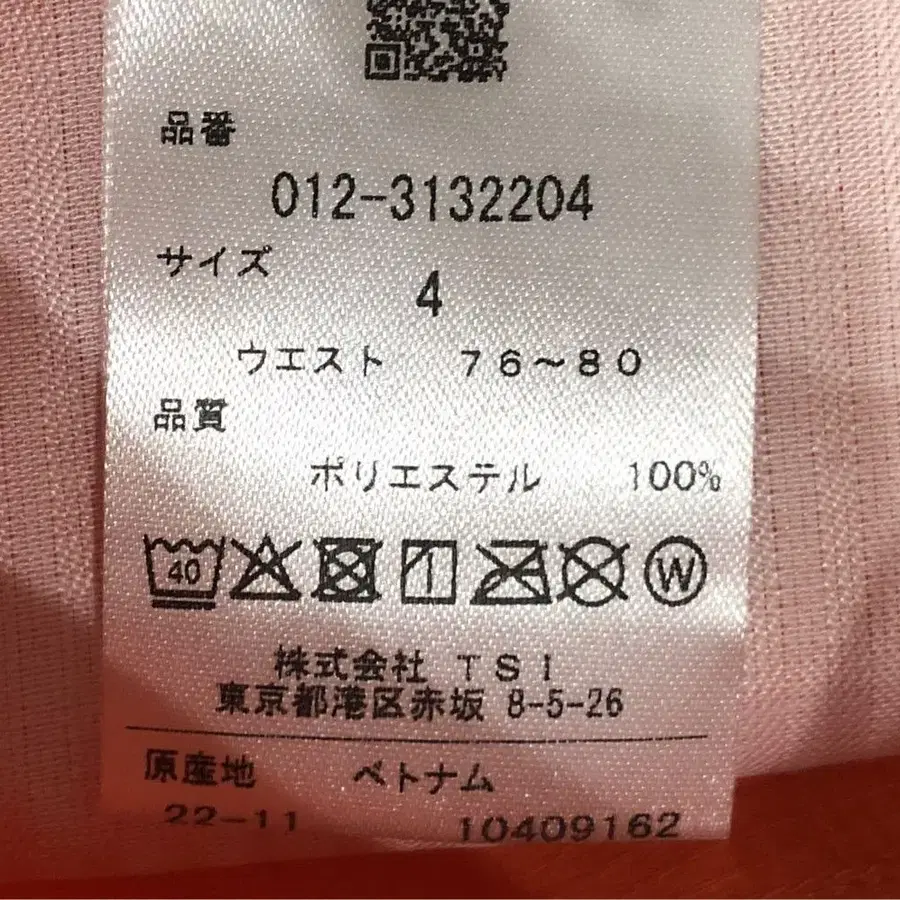 品番
012-3132204
サイズ
4
ウエスト 76~80
品質
ポリエステル 100%
40 W
株式会社 TSI
東京都港区赤坂 8-5-26
原産地 ベトナム
22-11 10409162